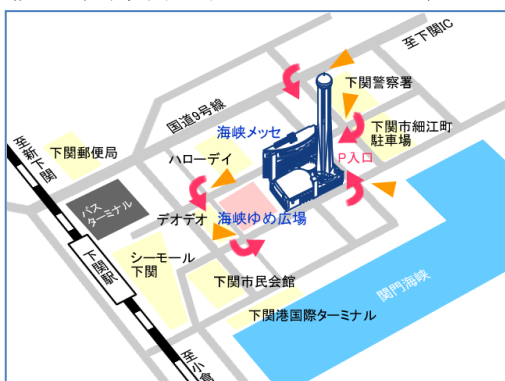 至下関IC
下関警察署
国道9号線
至新下関
海峡メッセ
下関市細江町
駐車場
下関郵便局
ハローデイ
P入口
バス
ターミナル
デオデオ
海峡ゆめ広場
シーモール
下関
下関駅
下関市民会館
関門海峡
下関港国際ターミナル
至小倉